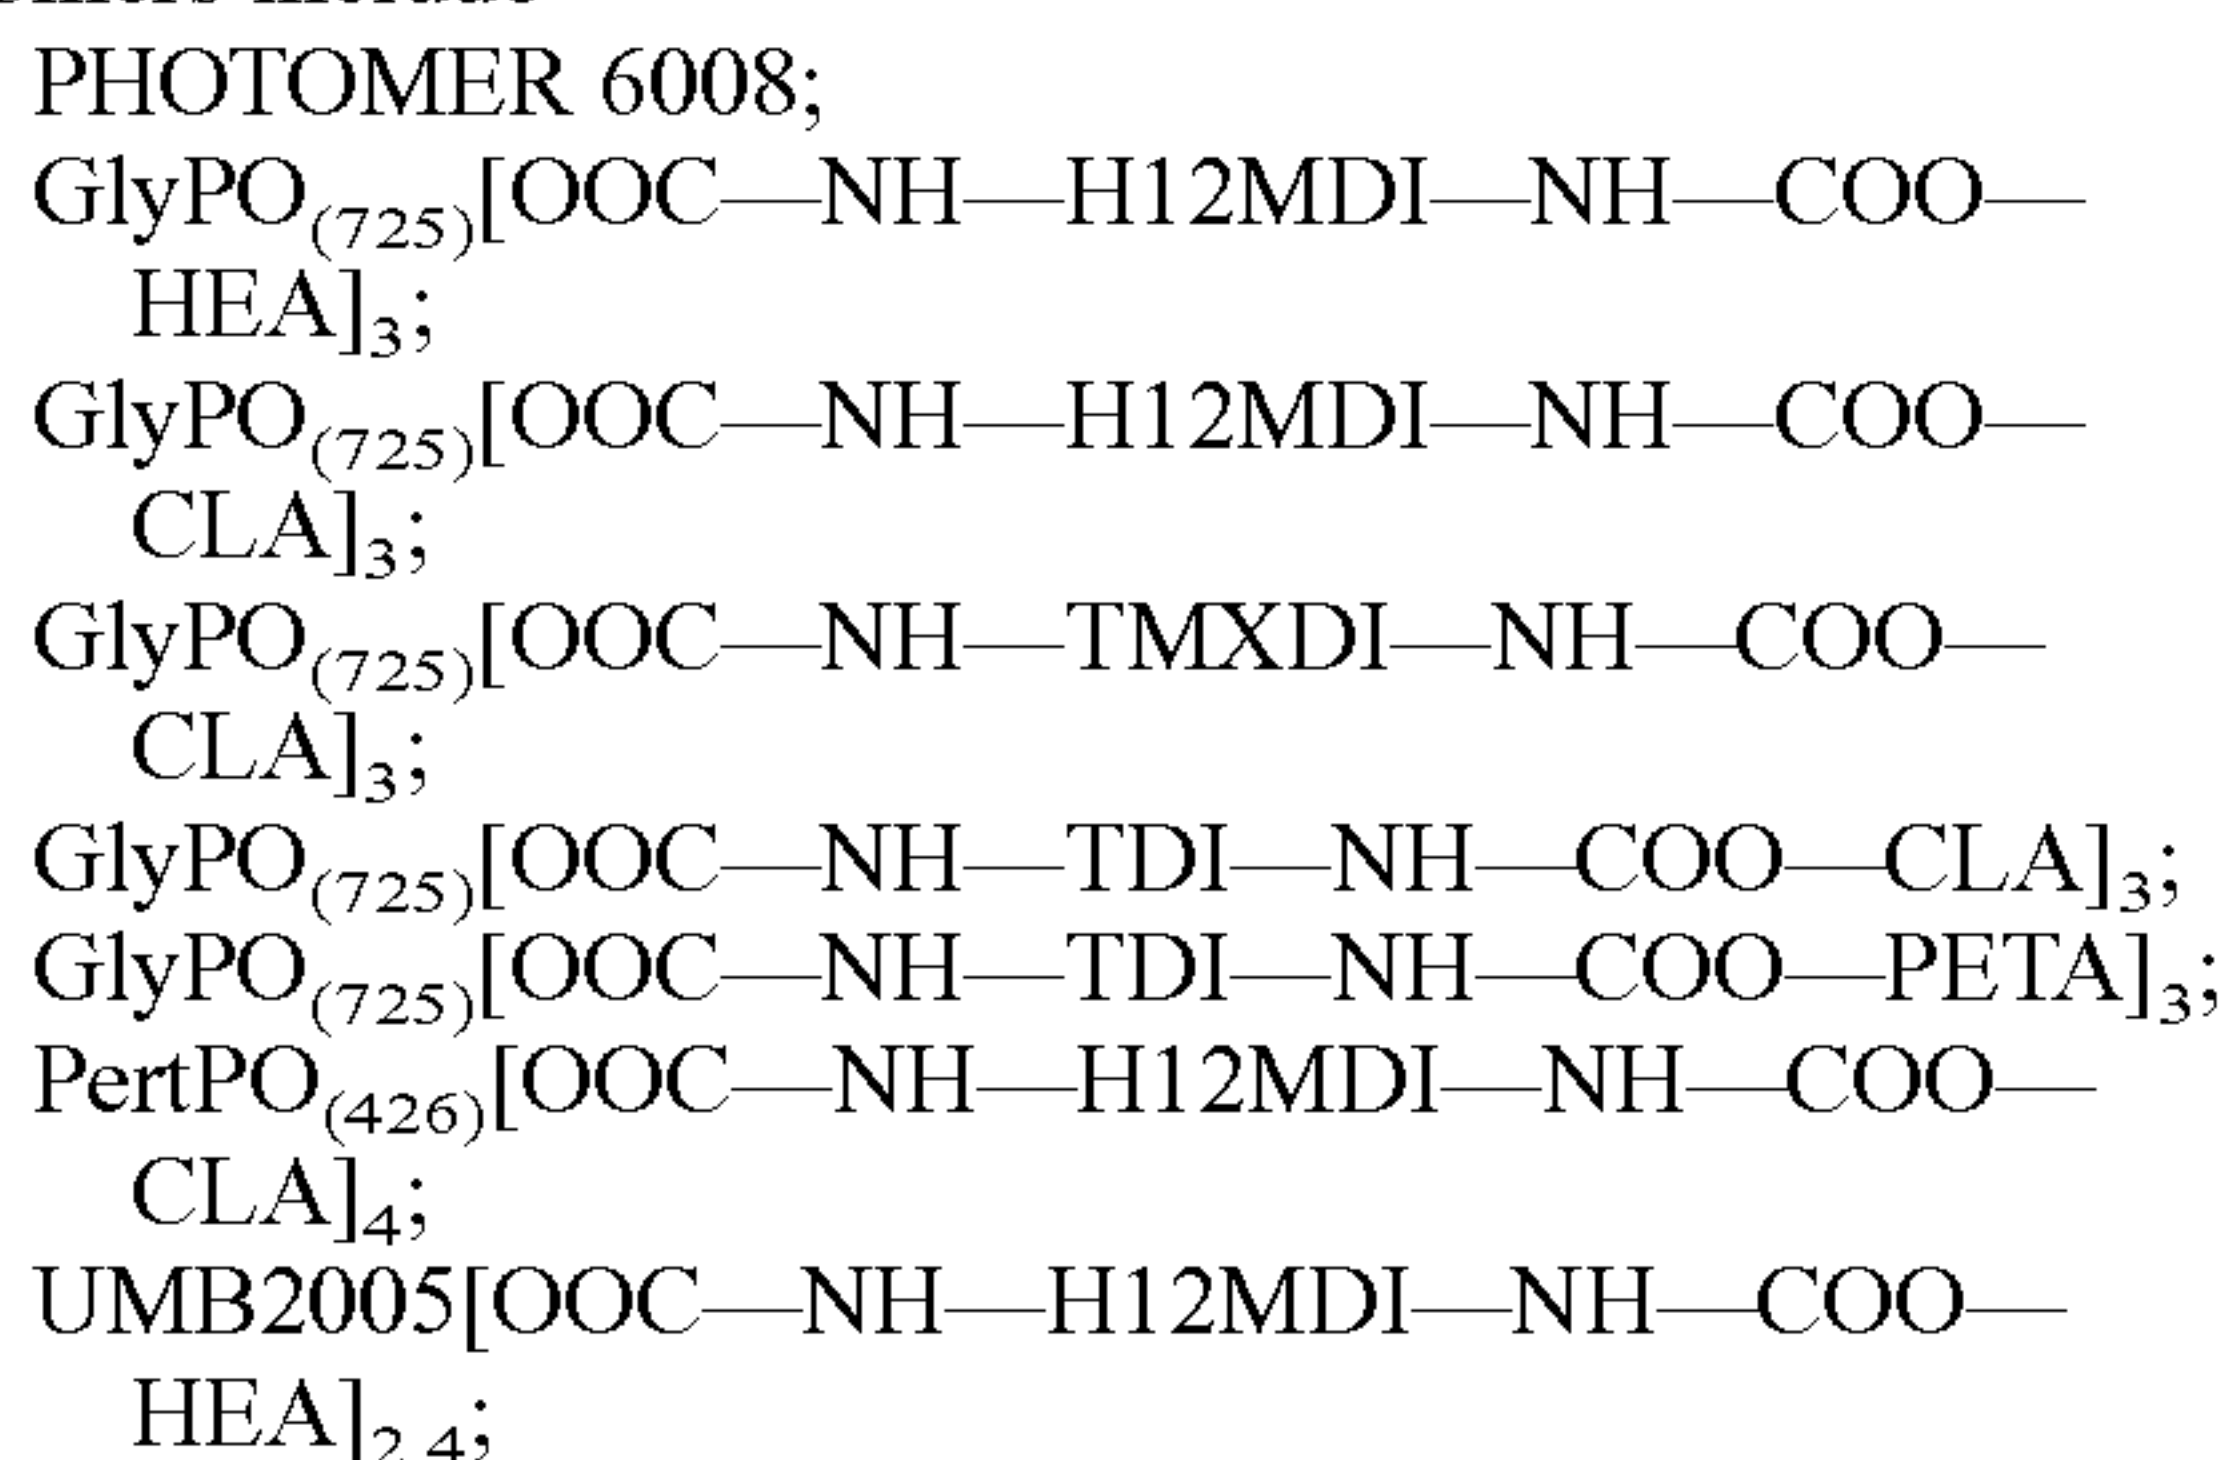 PHOTOMER 6008;
GlyPO(725)[OOC—NH—H12MDI—NH—COO—
HEA]3;
GlyPO(725)[OOC—NH—H12MDI—NH—COO—
CLA]3;
GlyPO(725)[OOC—NH—TMXDI—NH—COO—
CLA]3;
GlyPO(725)[OOC—NH—TDI—NH—COO—CLA]3;
GlyPO(725)[OOC—NH—TDI—NH—COO—PETA]3;
PertPO(426)[OOC—NH—H12MDI—NH—COO—
CLA]4;
UMB2005[OOC—NH—H12MDI—NH—COO—
HEA]2.4;